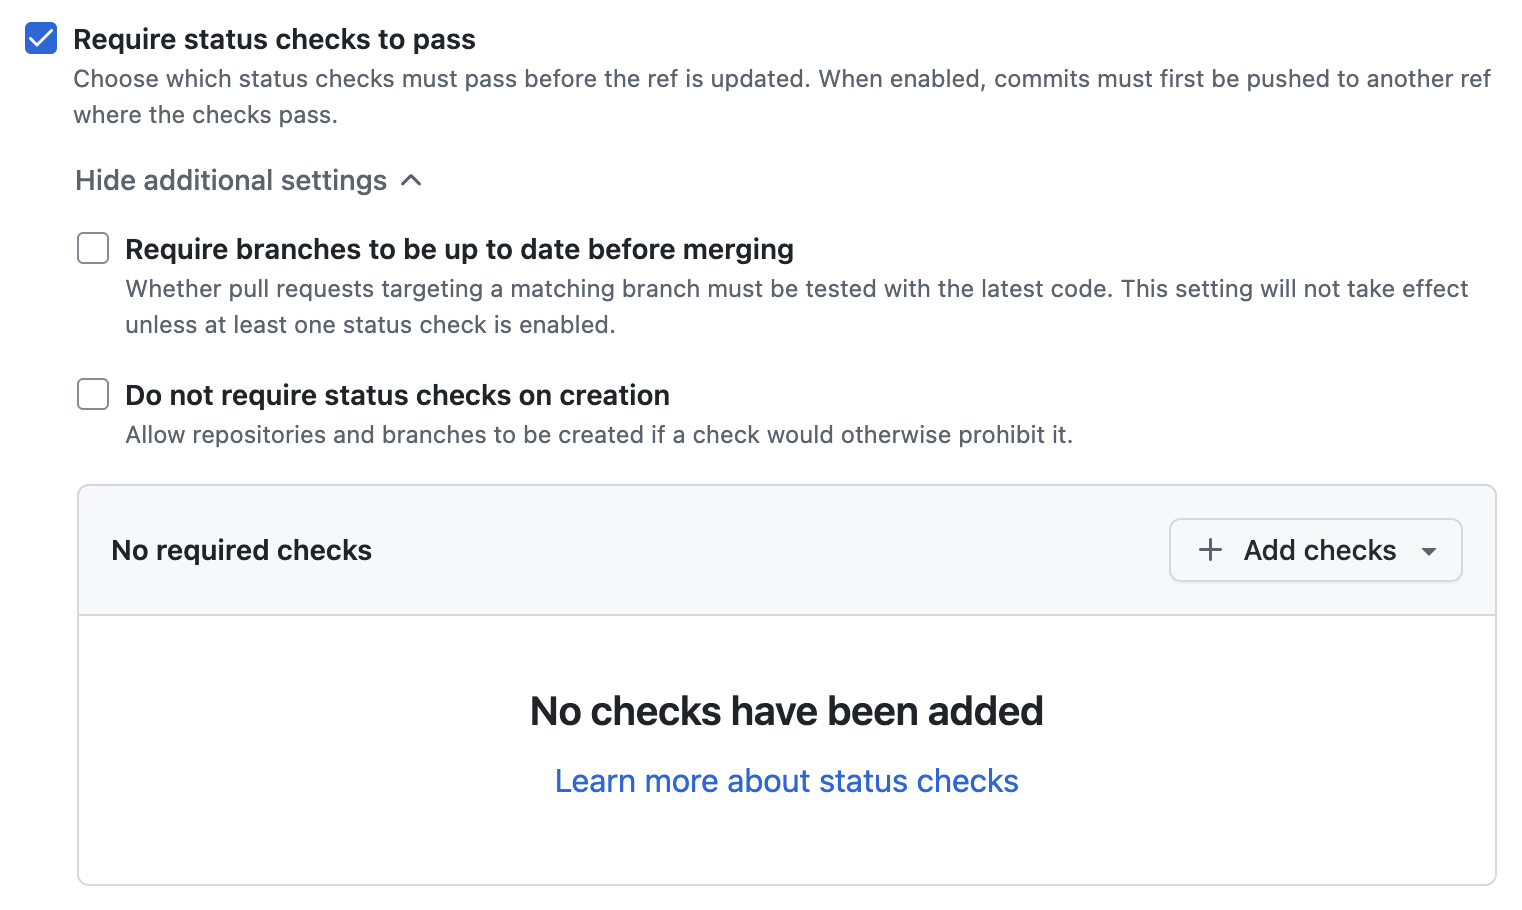 Require status checks to pass
Choose which status checks must pass before the ref is updated. When enabled, commits must first be pushed to another ref
where the checks pass.
Hide additional settings
Require branches to be up to date before merging
Whether pull requests targeting a matching branch must be tested with the latest code. This setting will not take effect
unless at least one status check is enabled.
Do not require status checks on creation
Allow repositories and branches to be created if a check would otherwise prohibit it.
No required checks
Add checks
No checks have been added
Learn more about status checks